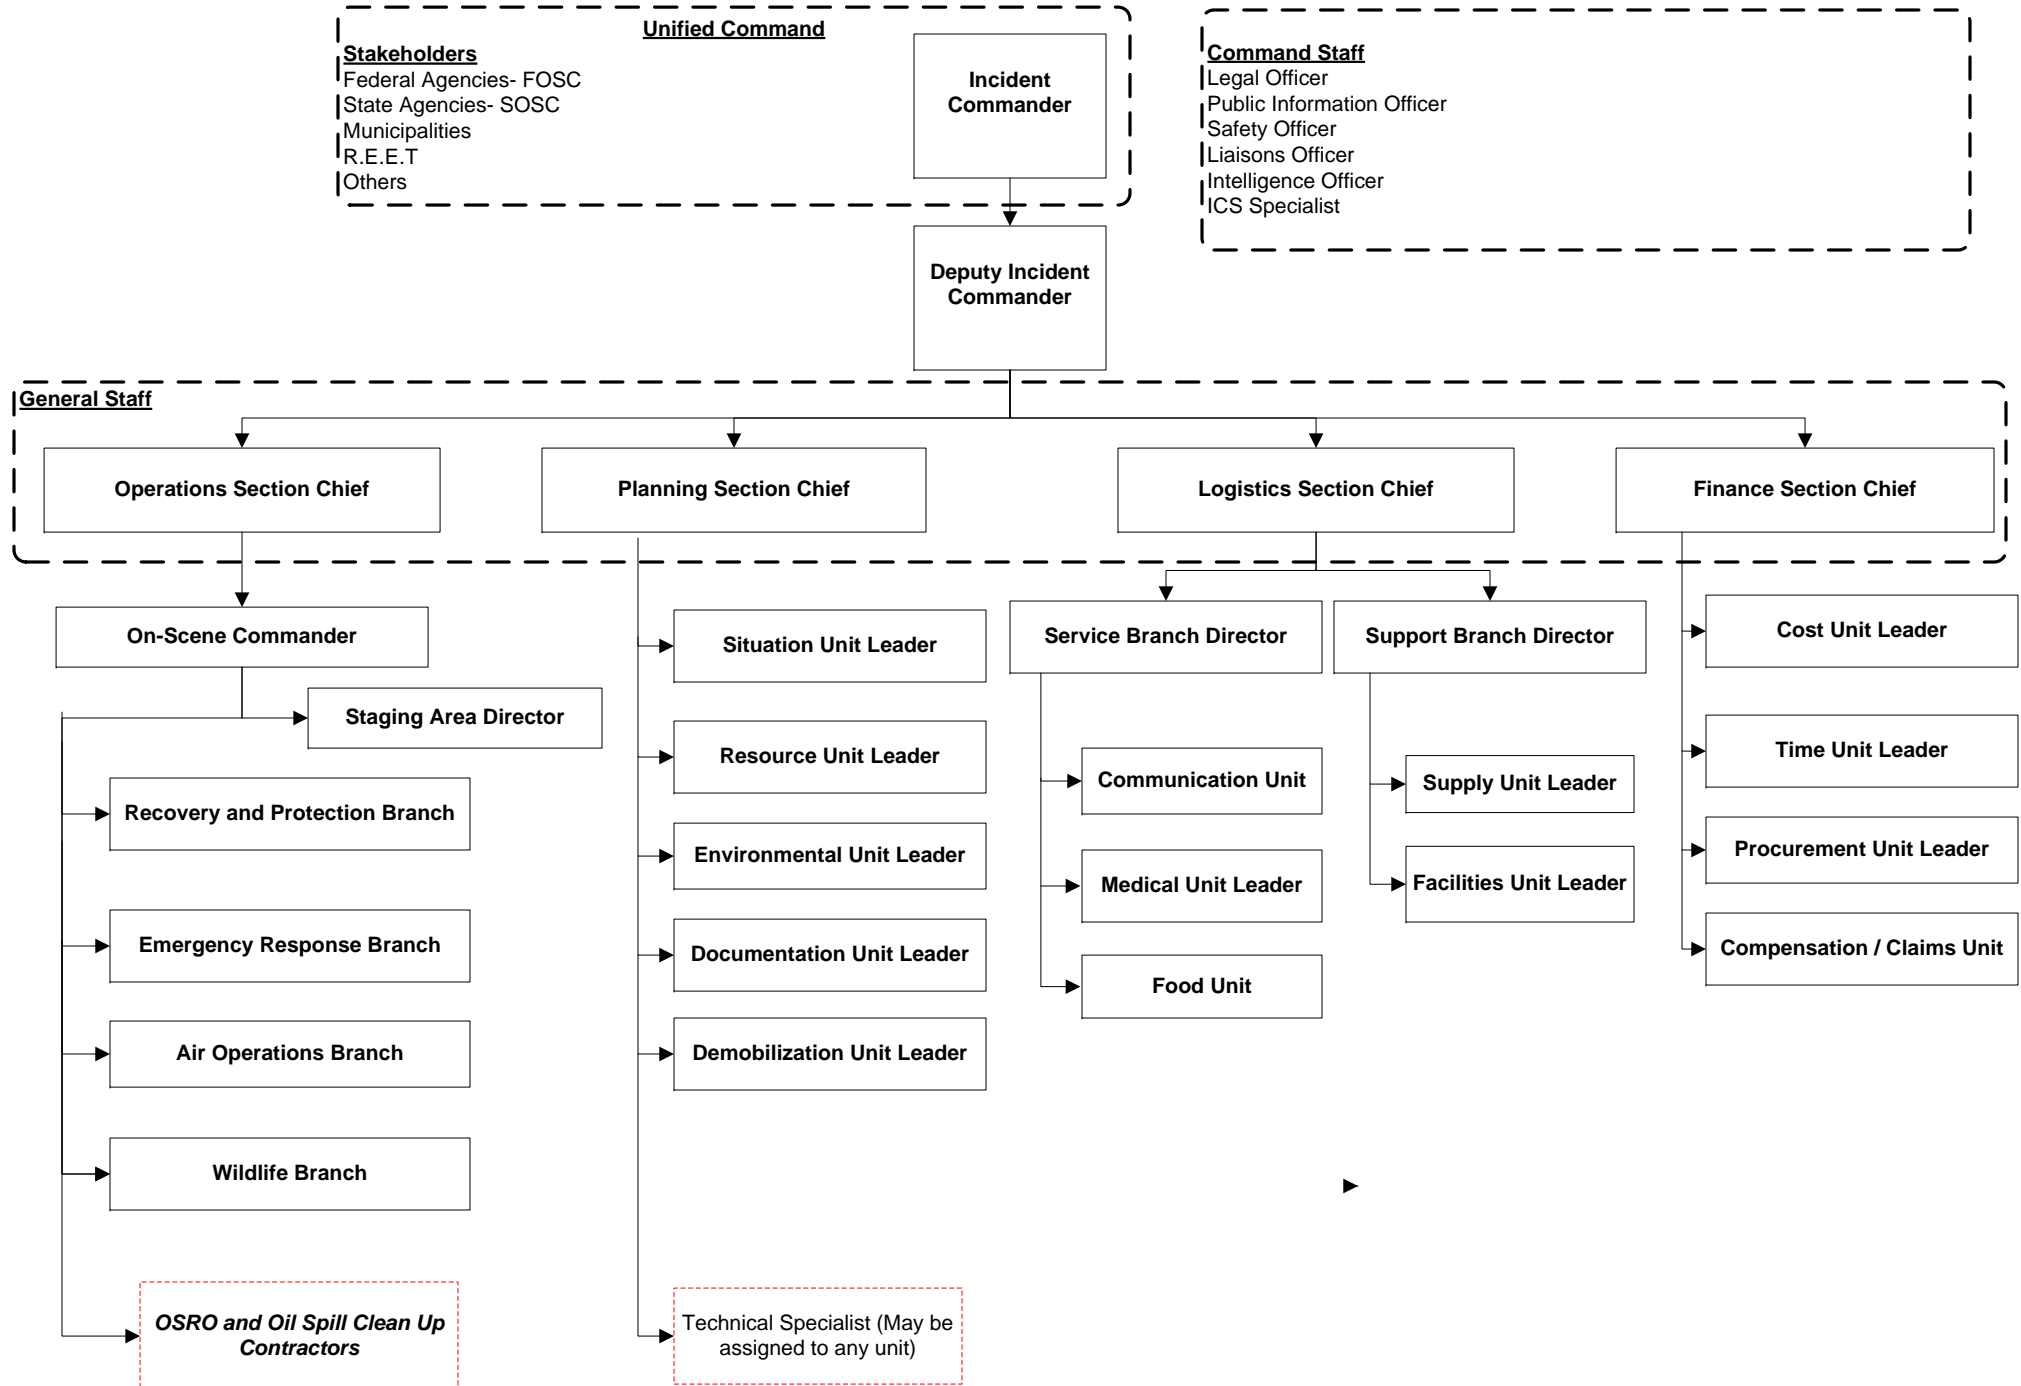 Unified Command
Stakeholders
Federal Agencies- FOSC
State Agencies- SOSC
Municipalities
R.E.E.T
Others
Incident
Commander
Command Staff
Legal Officer
Public Information Officer
Safety Officer
Liaisons Officer
Intelligence Officer
ICS Specialist
Deputy Incident
Commander
General Staff
Operations Section Chief
Planning Section Chief
Logistics Section Chief
Finance Section Chief
On-Scene Commander
Staging Area Director
Recovery and Protection Branch
Emergency Response Branch
Air Operations Branch
Wildlife Branch
OSRO and Oil Spill Clean Up
Contractors
Situation Unit Leader
Resource Unit Leader
Environmental Unit Leader
Documentation Unit Leader
Demobilization Unit Leader
Technical Specialist (May be
assigned to any unit)
Service Branch Director
Communication Unit
Medical Unit Leader
Food Unit
Support Branch Director
Supply Unit Leader
Facilities Unit Leader
Cost Unit Leader
Time Unit Leader
Procurement Unit Leader
Compensation / Claims Unit